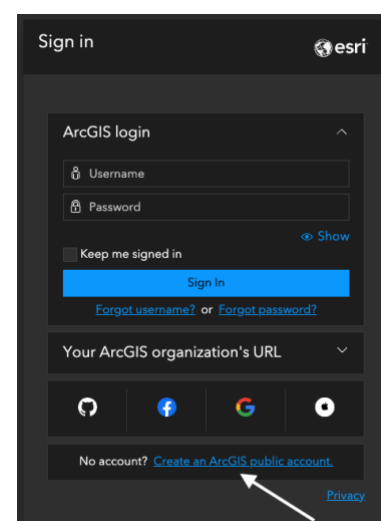 Sign in
esri
ArcGIS login
Username
Password
Show
Keep me signed in
Sign In
Forgot username? or Forgot password?
Your ArcGIS organization's URL
No account? Create an ArcGIS public account.
Privacy